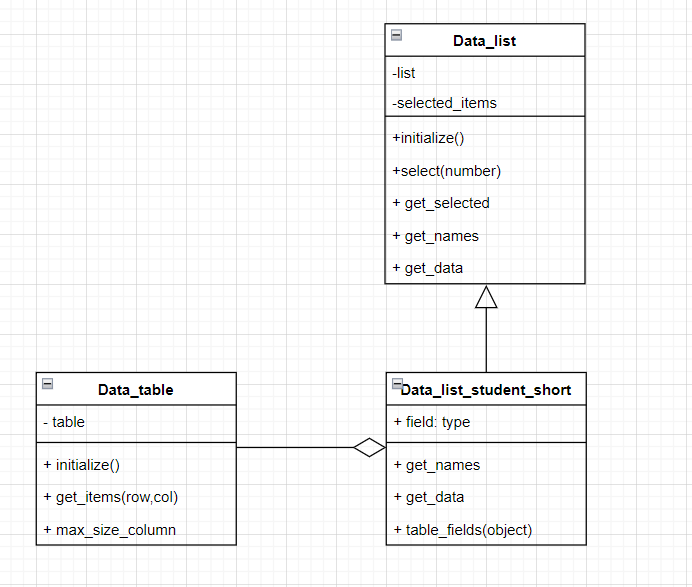 Data_list
-list
-selected_items
+initialize()
+select(number)
+ get_selected
+ get_names
+ get_data
Data_table
- table
+ initialize()
+ get_items(row,col)
+ max_size_column
Data_list_student_short
+ field: type
+ get_names
+ get_data
+ table_fields(object)